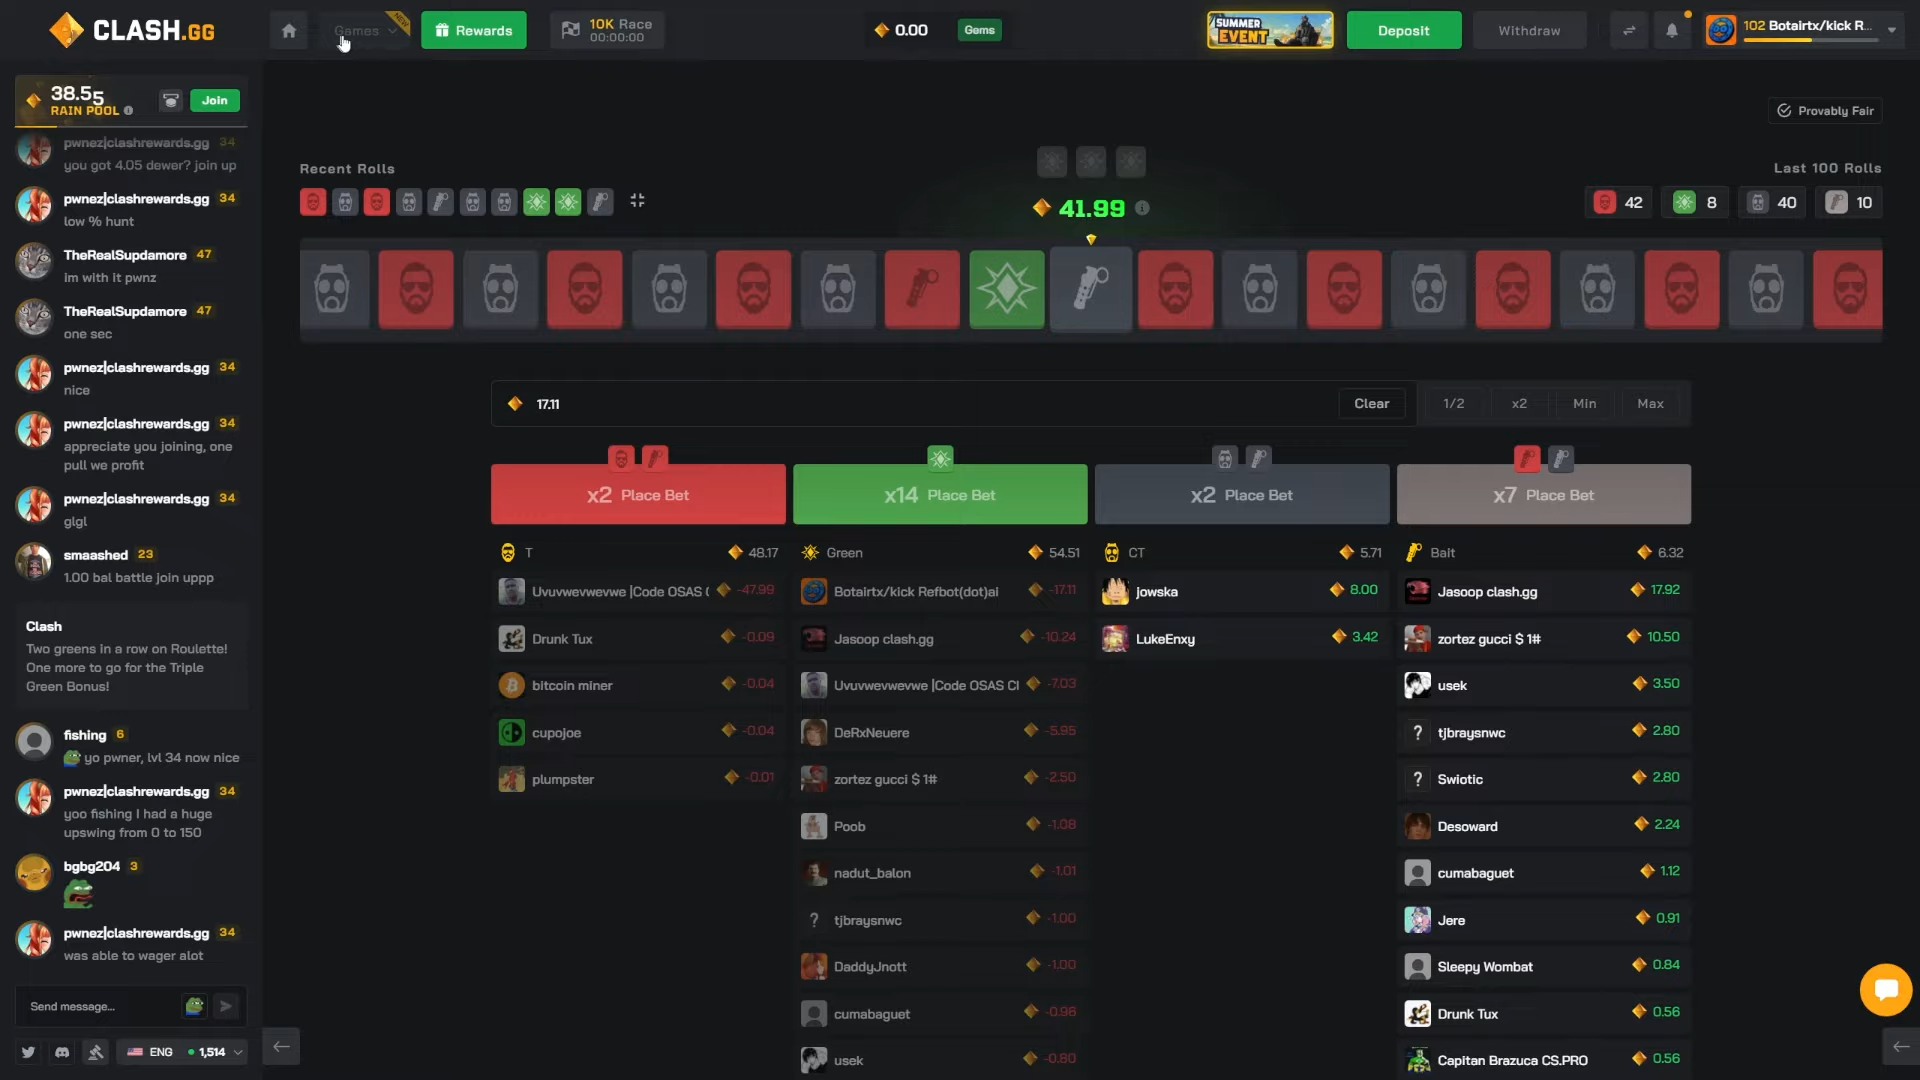 CLASH.GG
Games
NEW
Rewards
10K Race
00:00:00
0.00
Gems
SUMMER
EVENT
Deposit
Withdraw
102 Botairtx/kick R...
38.55
RAIN POOL
Join
pwnez|clashrewards.gg 34
you got 4.05 dewer? join up
pwnez|clashrewards.gg 34
low % hunt
TheRealSupdamore 47
im with it pwnz
TheRealSupdamore 47
one sec
pwnez|clashrewards.gg 34
nice
pwnez|clashrewards.gg 34
appreciate you joining, one
pull we profit
pwnez|clashrewards.gg 34
glgl
smaashed 23
1.00 bal battle join uppp
Clash
Two greens in a row on Roulette!
One more to go for the Triple
Green Bonus!
fishing 6
yo pwner, lvl 34 now nice
pwnez|clashrewards.gg 34
yoo fishing I had a huge
upswing from 0 to 150
bgbg204 3
pwnez|clashrewards.gg 34
was able to wager alot
Send message...
ENG 1,514
Provably Fair
Recent Rolls
41.99
Last 100 Rolls
42 8 40 10
17.11
Clear
1/2 x2 Min Max
x2 Place Bet
x14 Place Bet
x2 Place Bet
x7 Place Bet
T 48.17
Uvuvwevwevwe |Code OSAS -47.99
Drunk Tux -0.09
bitcoin miner -0.04
cupojoe -0.04
plumpster -0.01
Green 54.51
Botairtx/kick Refbot(dot)ai -17.11
Jasoop clash.gg -10.24
Uvuvwevwevwe |Code OSAS Cl -7.03
DeRxNeuere -5.95
zortez gucci $ 1# -2.50
Poob -1.08
nadut_balon -1.01
? tjbraysnwc -1.00
DaddyJnott -1.00
cumabaguet -0.96
usek -0.80
CT 5.71
jowska 8.00
LukeEnxy 3.42
Bait 6.32
Jasoop clash.gg 17.92
zortez gucci $ 1# 10.50
usek 3.50
? tjbraysnwc 2.80
? Swiotic 2.80
Desoward 2.24
cumabaguet 1.12
Jere 0.91
Sleepy Wombat 0.84
Drunk Tux 0.56
Capitan Brazuca CS.PRO 0.56